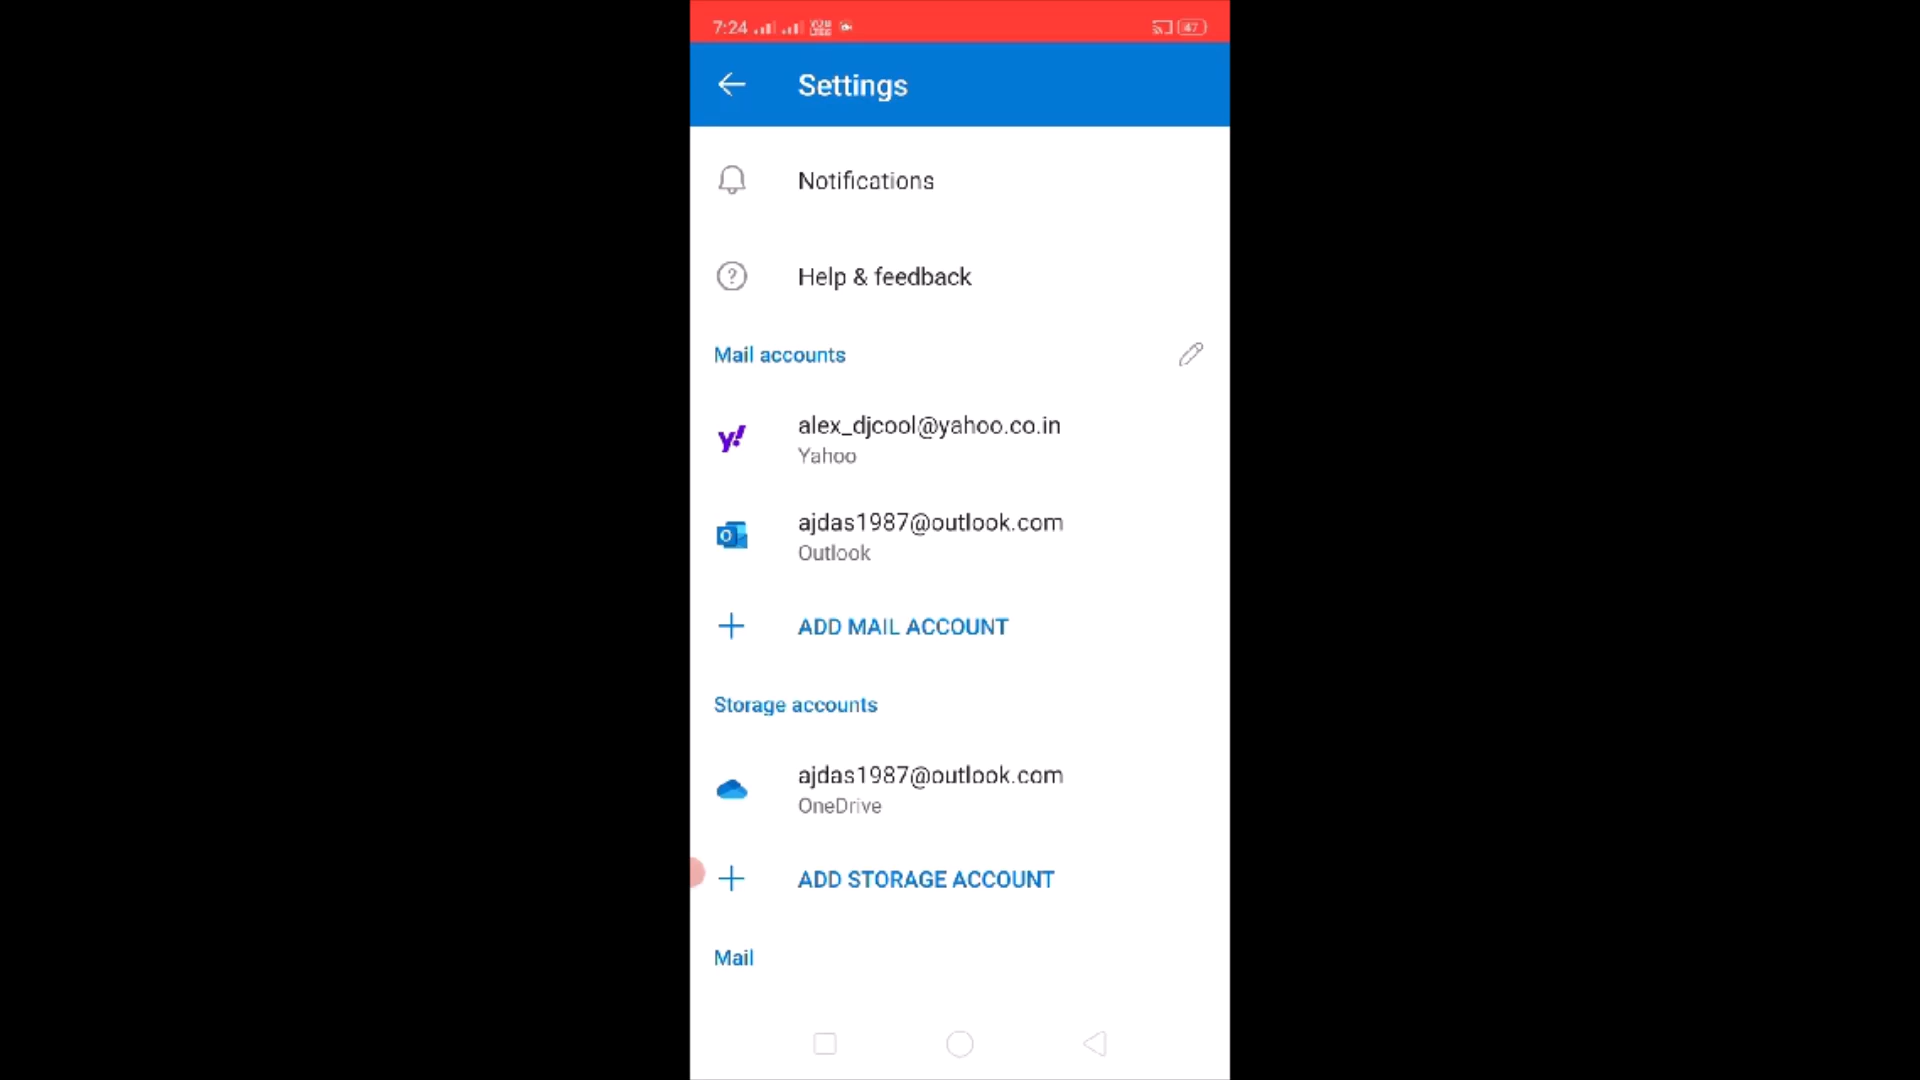 7:24
47
Settings
Notifications
Help & feedback
Mail accounts
alex_djcool@yahoo.co.in
Yahoo
ajdas1987@outlook.com
Outlook
ADD MAIL ACCOUNT
Storage accounts
ajdas1987@outlook.com
OneDrive
ADD STORAGE ACCOUNT
Mail